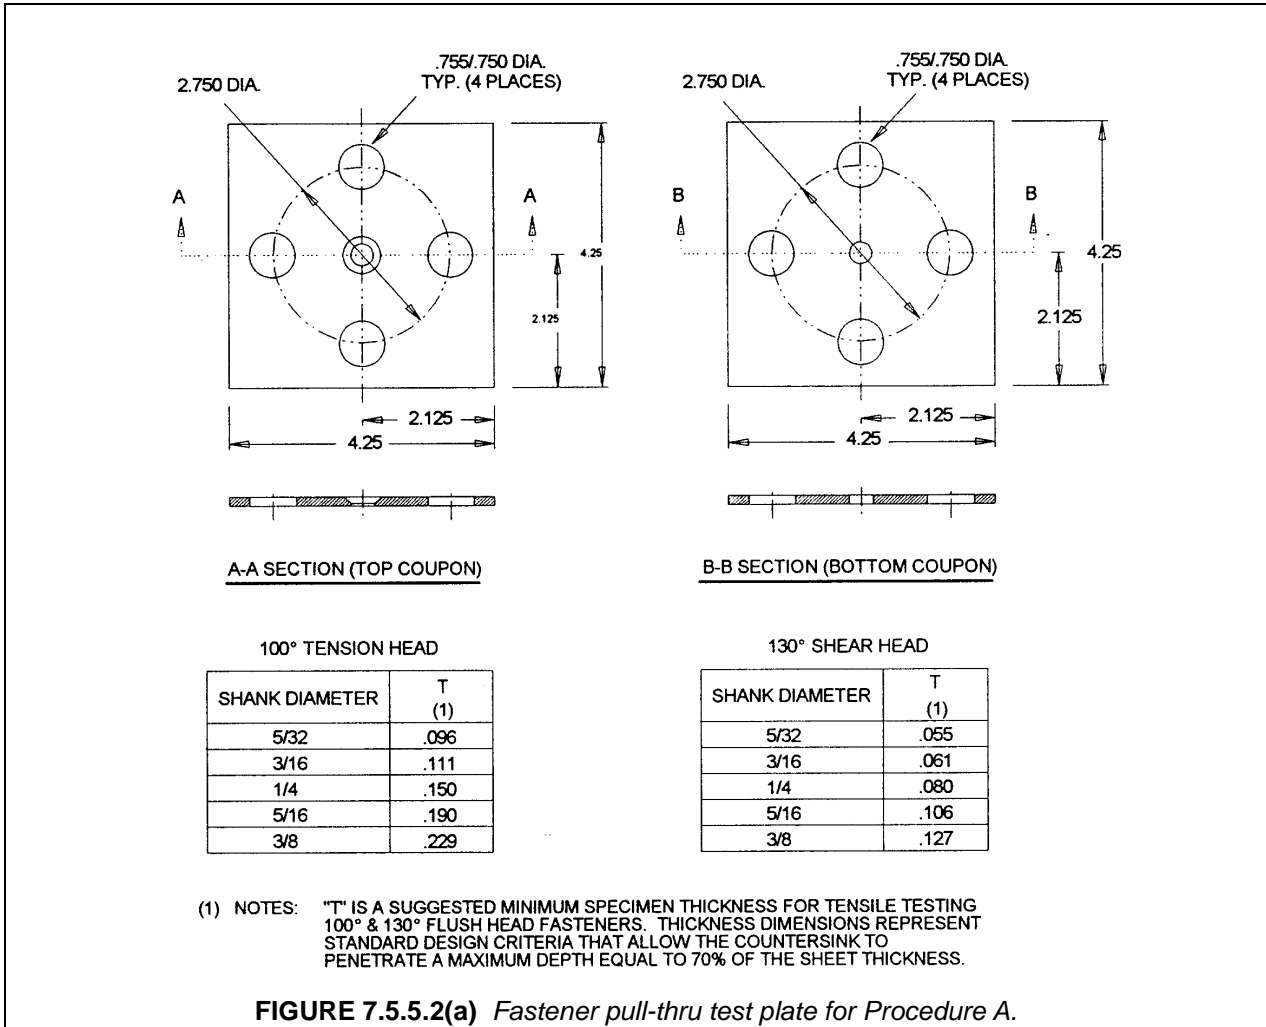 .755/.750 DIA.
TYP. (4 PLACES)
2.750 DIA.
A
A
4.25
2.125
2.125
4.25
A-A SECTION (TOP COUPON)
.755/.750 DIA.
TYP. (4 PLACES)
2.750 DIA.
B
B
4.25
2.125
2.125
4.25
B-B SECTION (BOTTOM COUPON)
100° TENSION HEAD
SHANK DIAMETER T (1)
5/32 .096
3/16 .111
1/4 .150
5/16 .190
3/8 .229
130° SHEAR HEAD
SHANK DIAMETER T (1)
5/32 .055
3/16 .061
1/4 .080
5/16 .106
3/8 .127
(1) NOTES: "T" IS A SUGGESTED MINIMUM SPECIMEN THICKNESS FOR TENSILE TESTING
100° & 130° FLUSH HEAD FASTENERS. THICKNESS DIMENSIONS REPRESENT
STANDARD DESIGN CRITERIA THAT ALLOW THE COUNTERSINK TO
PENETRATE A MAXIMUM DEPTH EQUAL TO 70% OF THE SHEET THICKNESS.
FIGURE 7.5.5.2(a) Fastener pull-thru test plate for Procedure A.